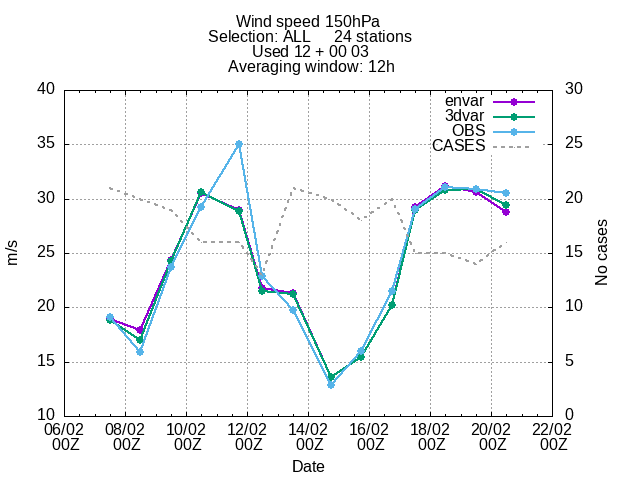 Wind speed 150hPa
Selection: ALL 24 stations
Used 12 + 00 03
Averaging window: 12h
40 30
envar
3dvar
OBS
CASES
35 25
30 20
25 15
20 10
15 5
10 0
m/s
No cases
06/02 08/02 10/02 12/02 14/02 16/02 18/02 20/02 22/02
00Z 00Z 00Z 00Z 00Z 00Z 00Z 00Z 00Z
Date